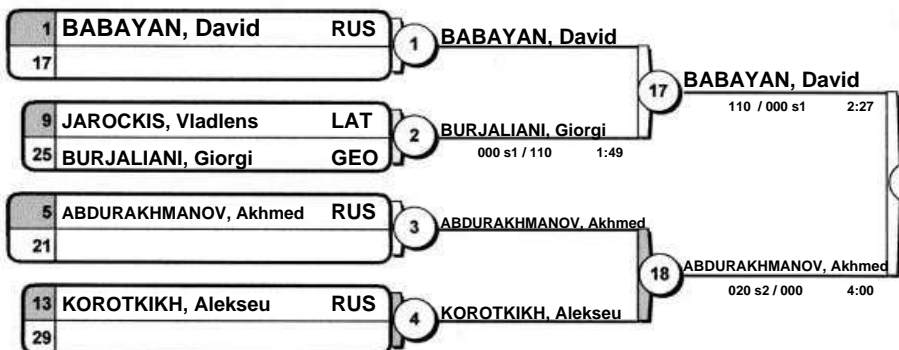 1 BABAYAN, David RUS
17
1
BABAYAN, David
9 JAROCKIS, Vladlens LAT
25 BURJALIANI, Giorgi GEO
2
BURJALIANI, Giorgi
000 s1 / 110 1:49
17
BABAYAN, David
110 / 000 s1 2:27
5 ABDURAKHMANOV, Akhmed RUS
21
3
ABDURAKHMANOV, Akhmed
13 KOROTKIKH, Alekseu RUS
29
4
KOROTKIKH, Alekseu
18
ABDURAKHMANOV, Akhmed
020 s2 / 000 4:00